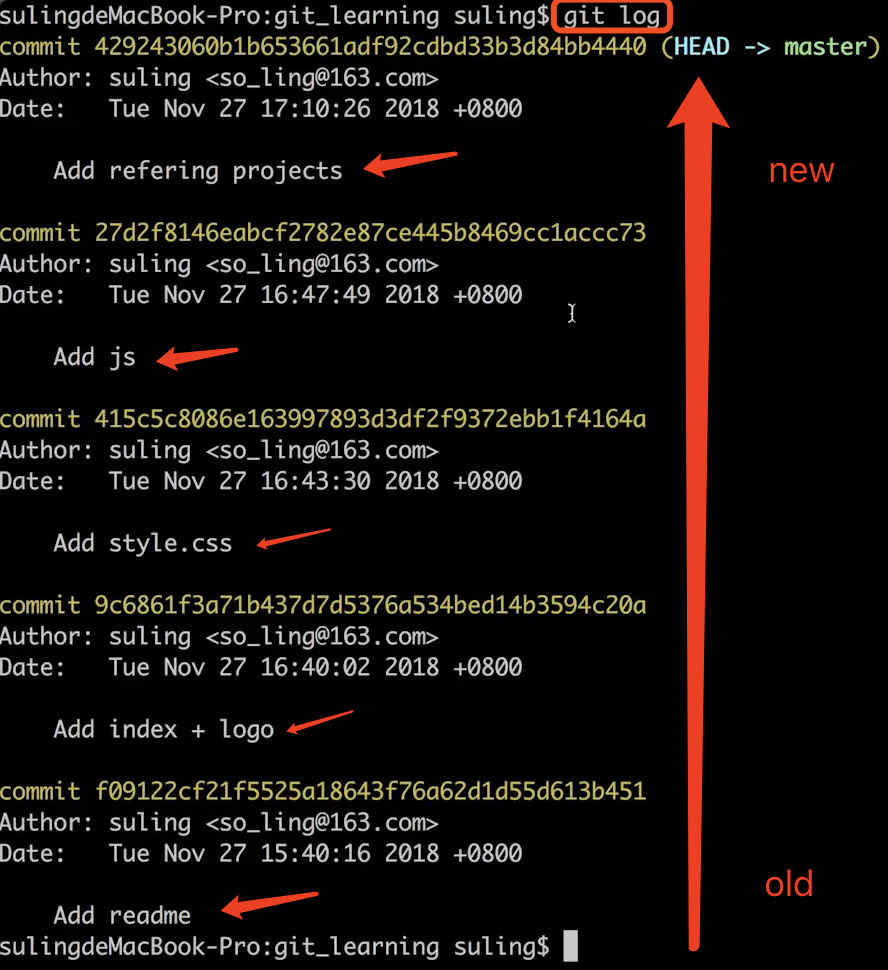 sulingdeMacBook-Pro:git_learning suling$ git log
commit 429243060b1b653661adf92cdbd33b3d84bb4440 (HEAD -> master)
Author: suling <so_ling@163.com>
Date:   Tue Nov 27 17:10:26 2018 +0800
new
Add refering projects
commit 27d2f8146eabcf2782e87ce445b8469cc1accc73
Author: suling <so_ling@163.com>
Date:   Tue Nov 27 16:47:49 2018 +0800
Add js
commit 415c5c8086e163997893d3df2f9372ebb1f4164a
Author: suling <so_ling@163.com>
Date:   Tue Nov 27 16:43:30 2018 +0800
Add style.css
commit 9c6861f3a71b437d7d5376a534bed14b3594c20a
Author: suling <so_ling@163.com>
Date:   Tue Nov 27 16:40:02 2018 +0800
Add index + logo
commit f09122cf21f5525a18643f76a62d1d55d613b451
Author: suling <so_ling@163.com>
Date:   Tue Nov 27 15:40:16 2018 +0800
old
Add readme
sulingdeMacBook-Pro:git_learning suling$